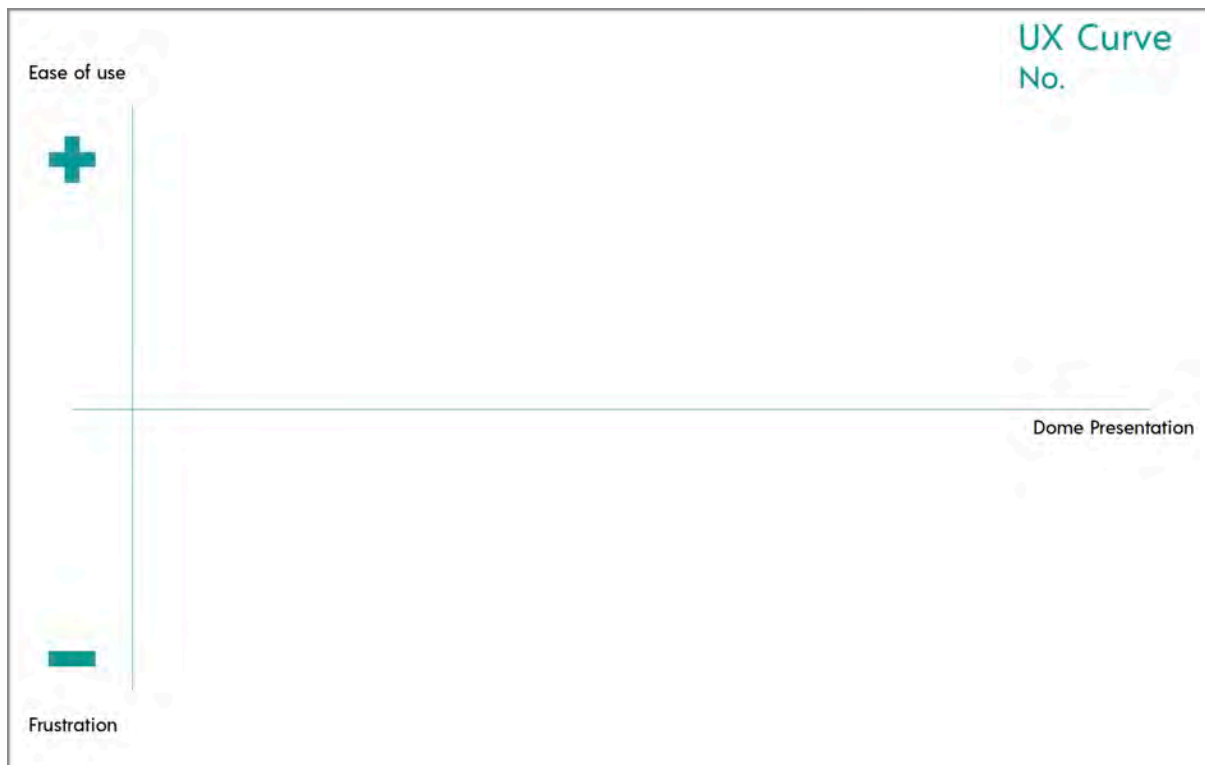 UX Curve
No.
Ease of use
Dome Presentation
Frustration